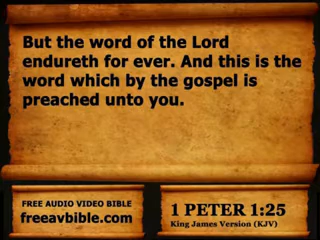 But the word of the Lord
endureth for ever. And this is the
word which by the gospel is
preached unto you.
FREE AUDIO VIDEO BIBLE
freeavbible.com
1 PETER 1:25
King James Version (KJV)